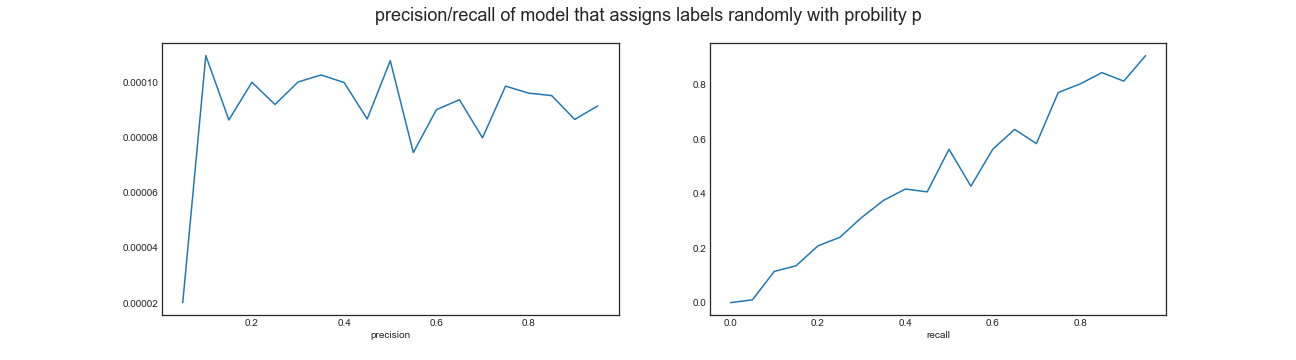 precision/recall of model that assigns labels randomly with probility p
0.00010
0.00008
0.00006
0.00004
0.00002
0.2 0.4 0.6 0.8
precision
0.8
0.6
0.4
0.2
0.0
0.0 0.2 0.4 0.6 0.8
recall